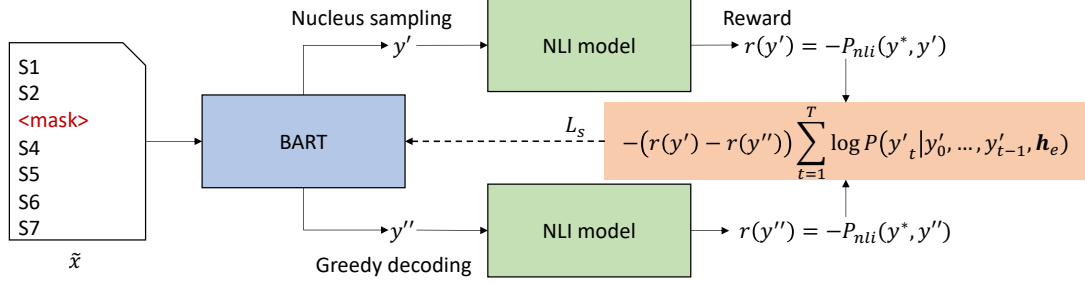 Nucleus sampling
Reward
S1
S2
<mask>
S4
S5
S6
S7
x̃
BART
y′
NLI model
r(y′) = −P_nli(y*, y′)
L_s
−(r(y′) − r(y′′)) ∑_{t=1}^{T} log P(y′_t|y′_0, …, y′_{t−1}, h_e)
y′′
NLI model
r(y′′) = −P_nli(y*, y′′)
Greedy decoding